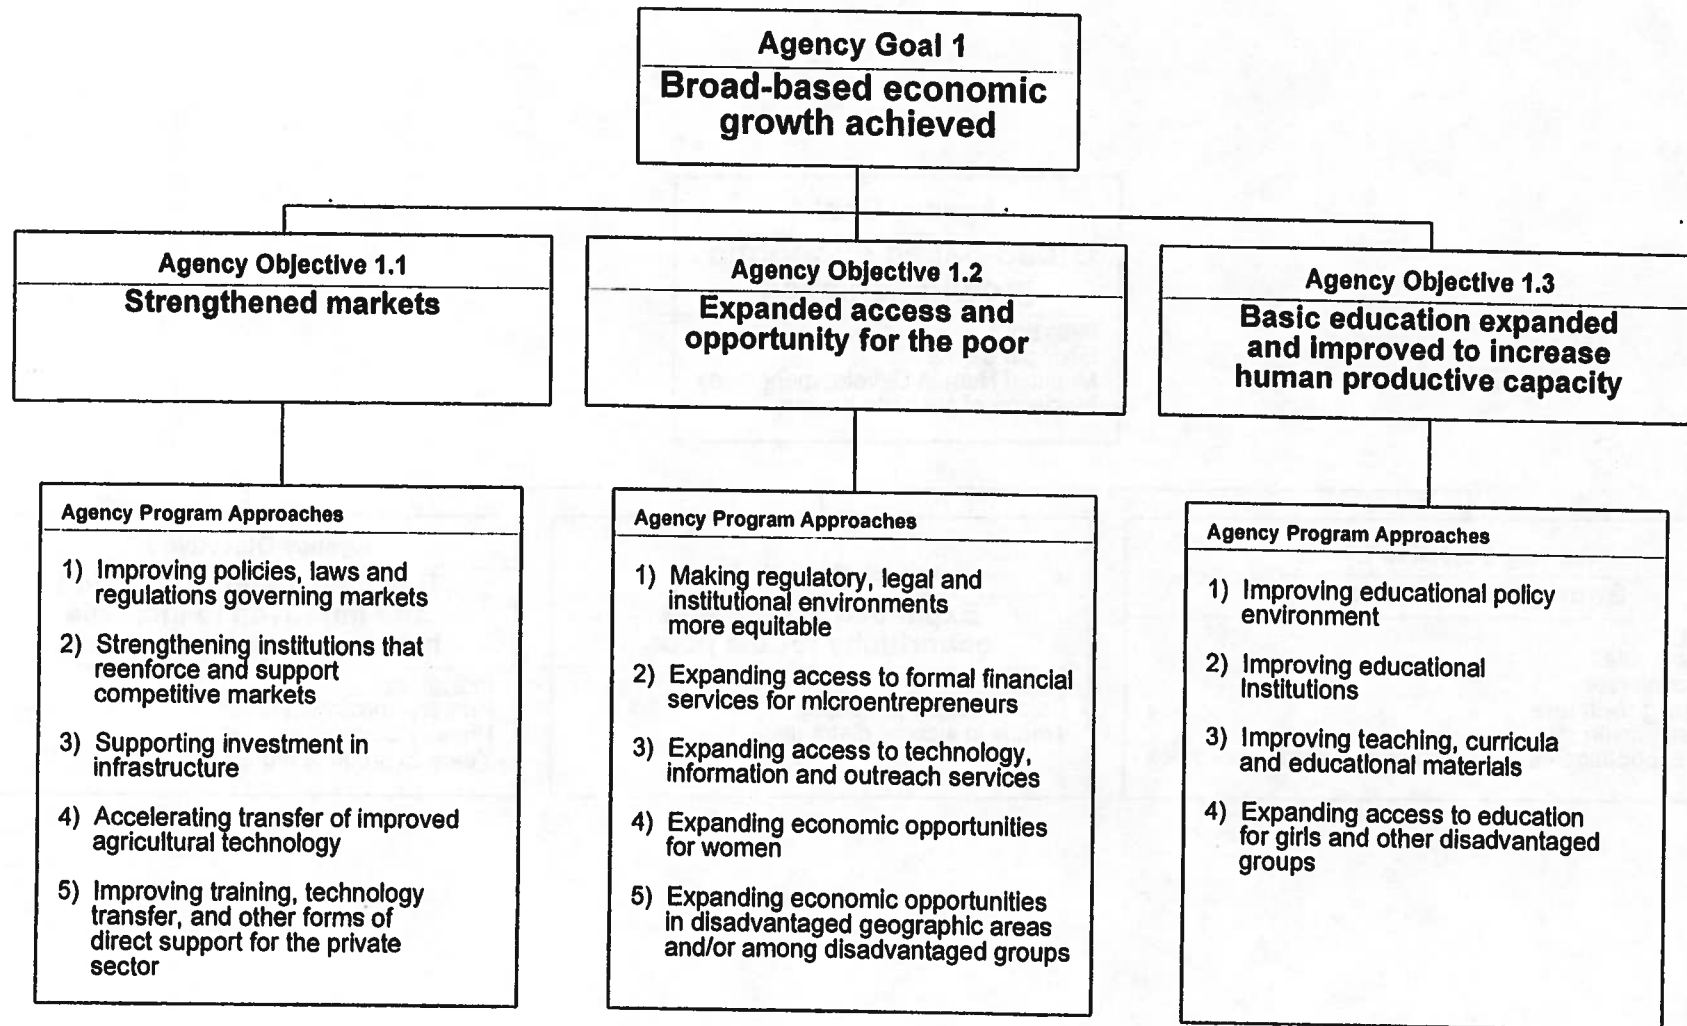 Agency Goal 1
Broad-based economic
growth achieved
Agency Objective 1.1
Strengthened markets
Agency Objective 1.2
Expanded access and
opportunity for the poor
Agency Objective 1.3
Basic education expanded
and improved to increase
human productive capacity
Agency Program Approaches
1) Improving policies, laws and
regulations governing markets
2) Strengthening institutions that
reenforce and support
competitive markets
3) Supporting investment in
infrastructure
4) Accelerating transfer of improved
agricultural technology
5) Improving training, technology
transfer, and other forms of
direct support for the private
sector
Agency Program Approaches
1) Making regulatory, legal and
institutional environments
more equitable
2) Expanding access to formal financial
services for microentrepreneurs
3) Expanding access to technology,
information and outreach services
4) Expanding economic opportunities
for women
5) Expanding economic opportunities
in disadvantaged geographic areas
and/or among disadvantaged groups
Agency Program Approaches
1) Improving educational policy
environment
2) Improving educational
institutions
3) Improving teaching, curricula
and educational materials
4) Expanding access to education
for girls and other disadvantaged
groups